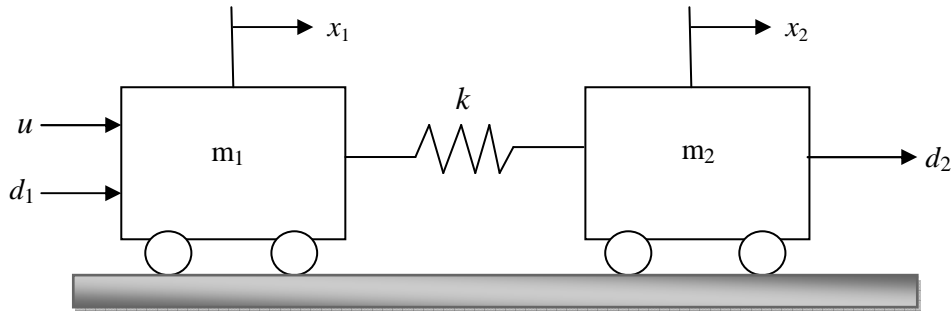 x₁
x₂
k
u
m₁
m₂
d₁
d₂